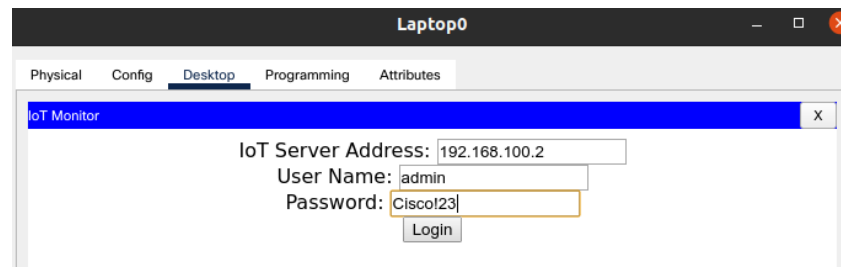 Laptop0
Physical Config Desktop Programming Attributes
IoT Monitor X
IoT Server Address: 192.168.100.2
User Name: admin
Password: Cisco!23
Login